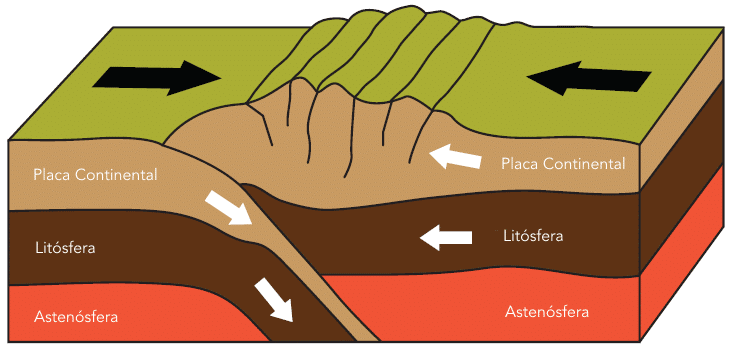 Placa Continental
Placa Continental
Litósfera
Litósfera
Astenósfera
Astenósfera